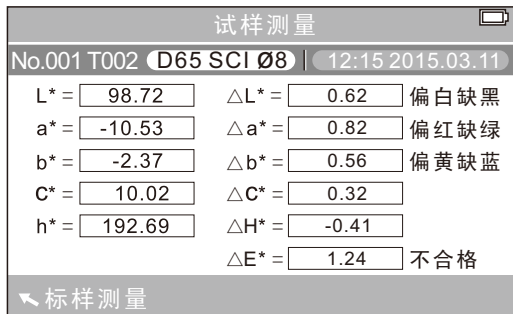 试样测量
No.001 T002 D65 SCI Ø8 12:15 2015.03.11
L* = 98.72 △L* = 0.62 偏白缺黑
a* = -10.53 △a* = 0.82 偏红缺绿
b* = -2.37 △b* = 0.56 偏黄缺蓝
C* = 10.02 △C* = 0.32
h* = 192.69 △H* = -0.41
△E* = 1.24 不合格
标样测量